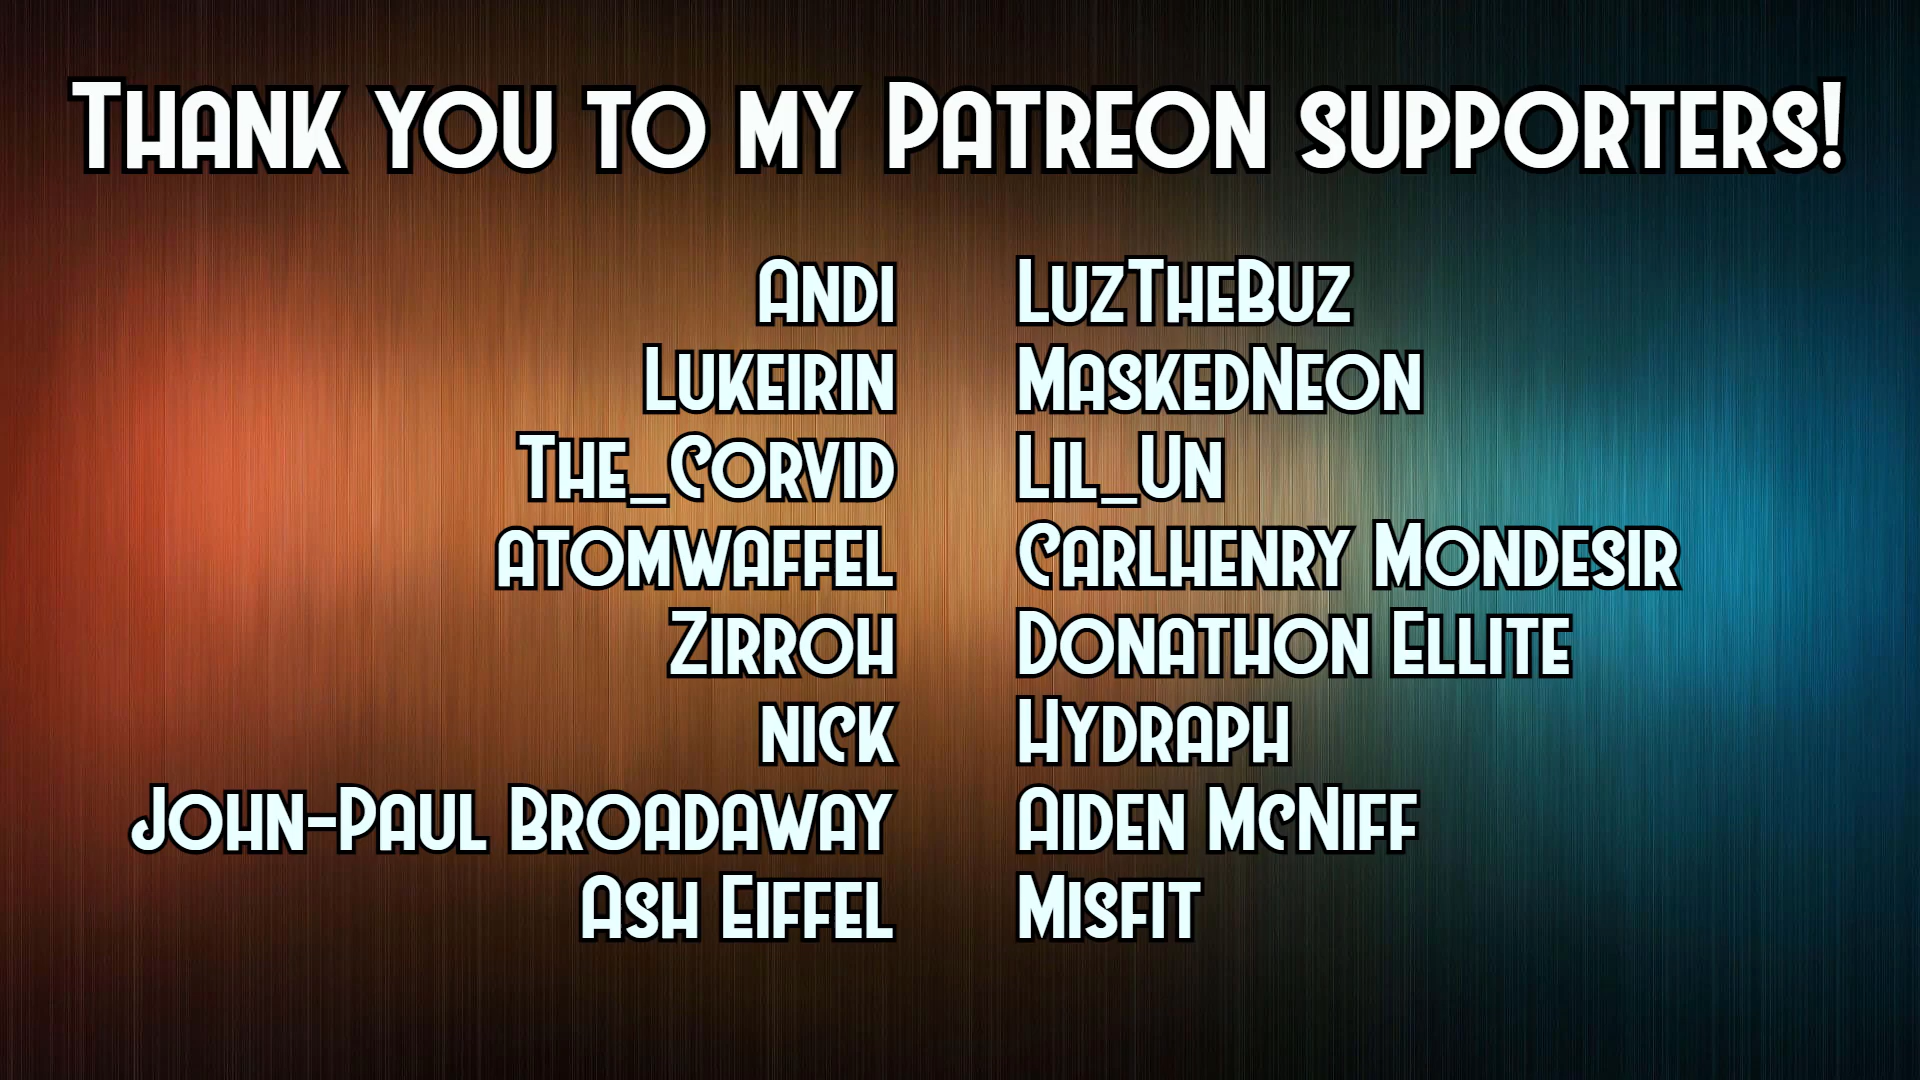 Thank you to my Patreon supporters!
Andi
Lukeirin
The_Corvid
atomwaffel
Zirroh
nick
John-Paul Broadaway
Ash Eiffel
LuzTheBuz
MaskedNeon
Lil_Un
Carlhenry Mondesir
Donathon Ellite
Hydraph
Aiden McNiff
Misfit